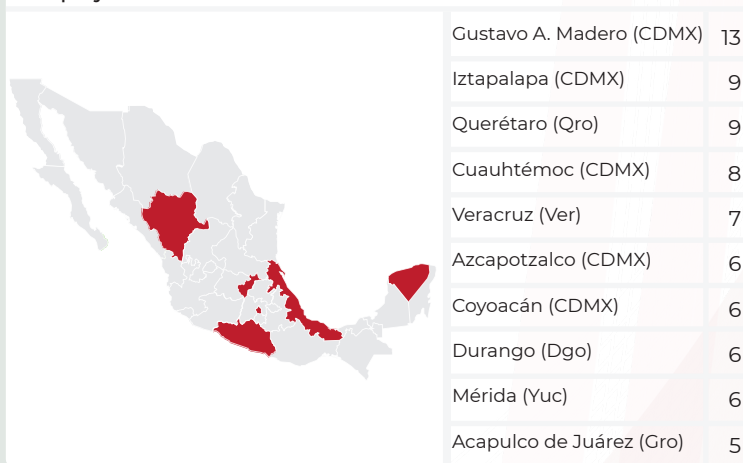 Gustavo A. Madero (CDMX) 13
Iztapalapa (CDMX) 9
Querétaro (Qro) 9
Cuauhtémoc (CDMX) 8
Veracruz (Ver) 7
Azcapotzalco (CDMX) 6
Coyoacán (CDMX) 6
Durango (Dgo) 6
Mérida (Yuc) 6
Acapulco de Juárez (Gro) 5